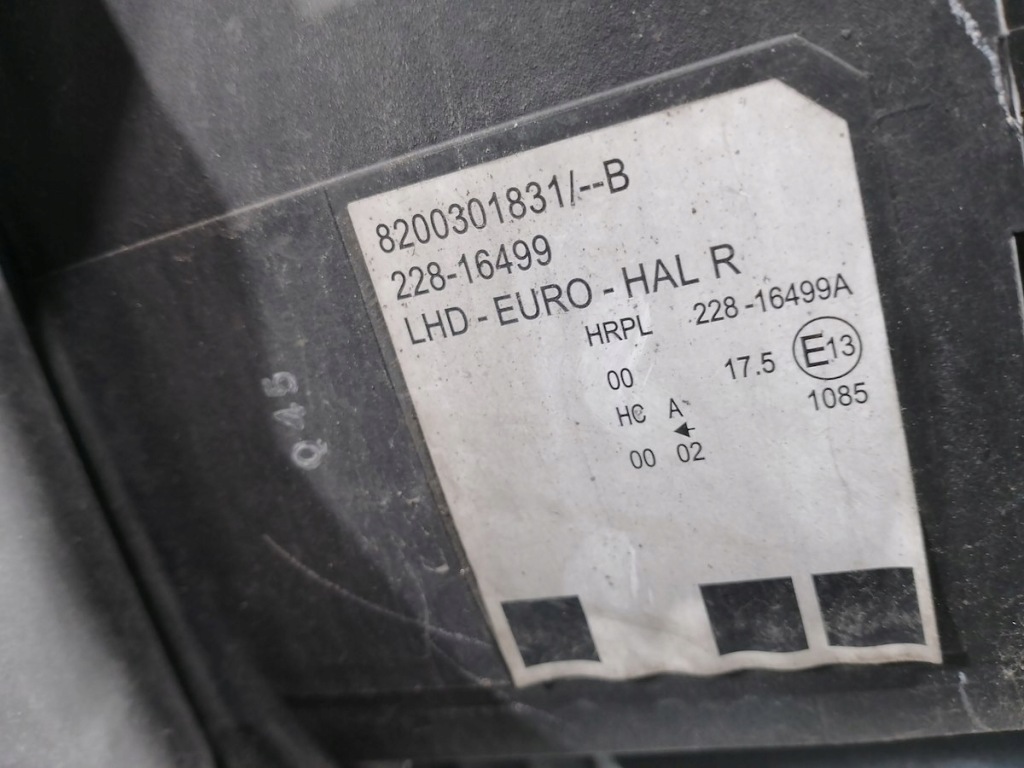 8200301831/--B
228-16499
LHD - EURO - HAL R
HRPL 228-16499A
00 17.5 E13
HC A 1085
00 02
Q45